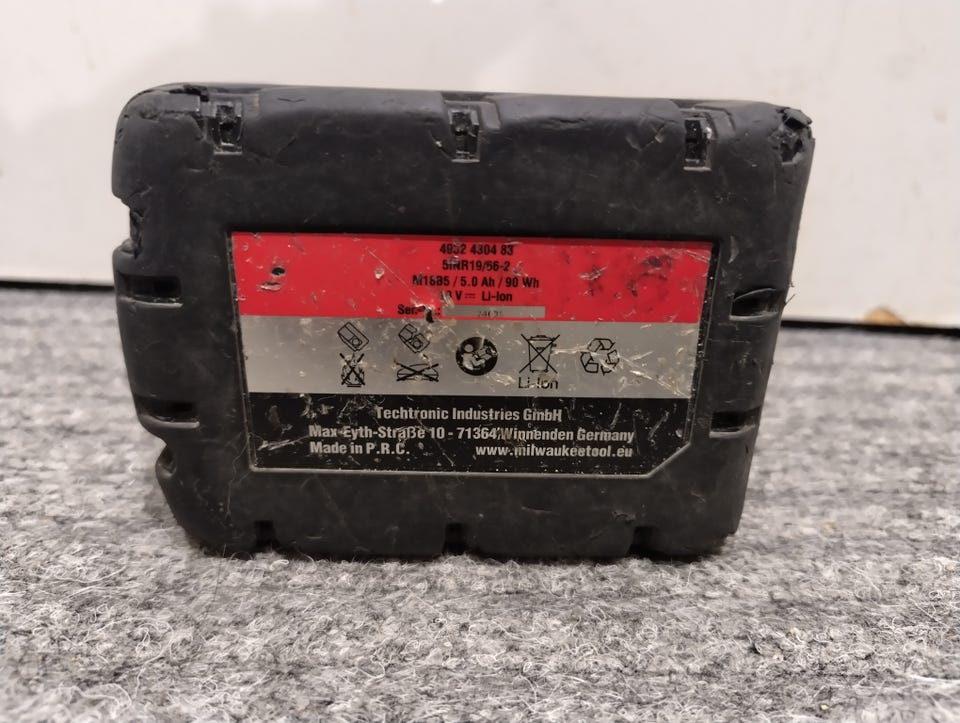 4932 4304 83
5INR19/66-2
M18B5 / 5.0 Ah / 90 Wh
V ⎓ Li-Ion
Li-Ion
Techtronic Industries GmbH
Max-Eyth-Straße 10 - 71364 Winnenden Germany
Made in P.R.C. www.milwaukeetool.eu